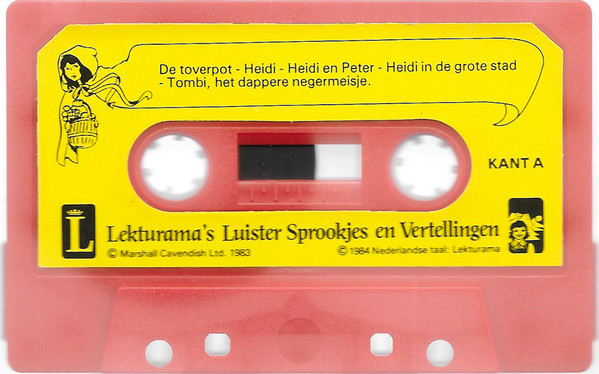 De toverpot - Heidi - Heidi en Peter - Heidi in de grote stad
- Tombi, het dappere negermeisje.
KANT A
L Lekturama's Luister Sprookjes en Vertellingen
© Marshall Cavendish Ltd. 1983 © 1984 Nederlandse taal: Lekturama